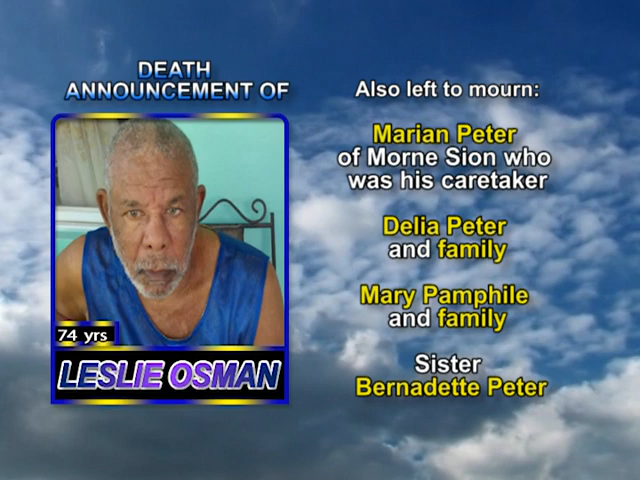 DEATH
ANNOUNCEMENT OF
74 yrs
LESLIE OSMAN
Also left to mourn:
Marian Peter
of Morne Sion who
was his caretaker
Delia Peter
and family
Mary Pamphile
and family
Sister
Bernadette Peter